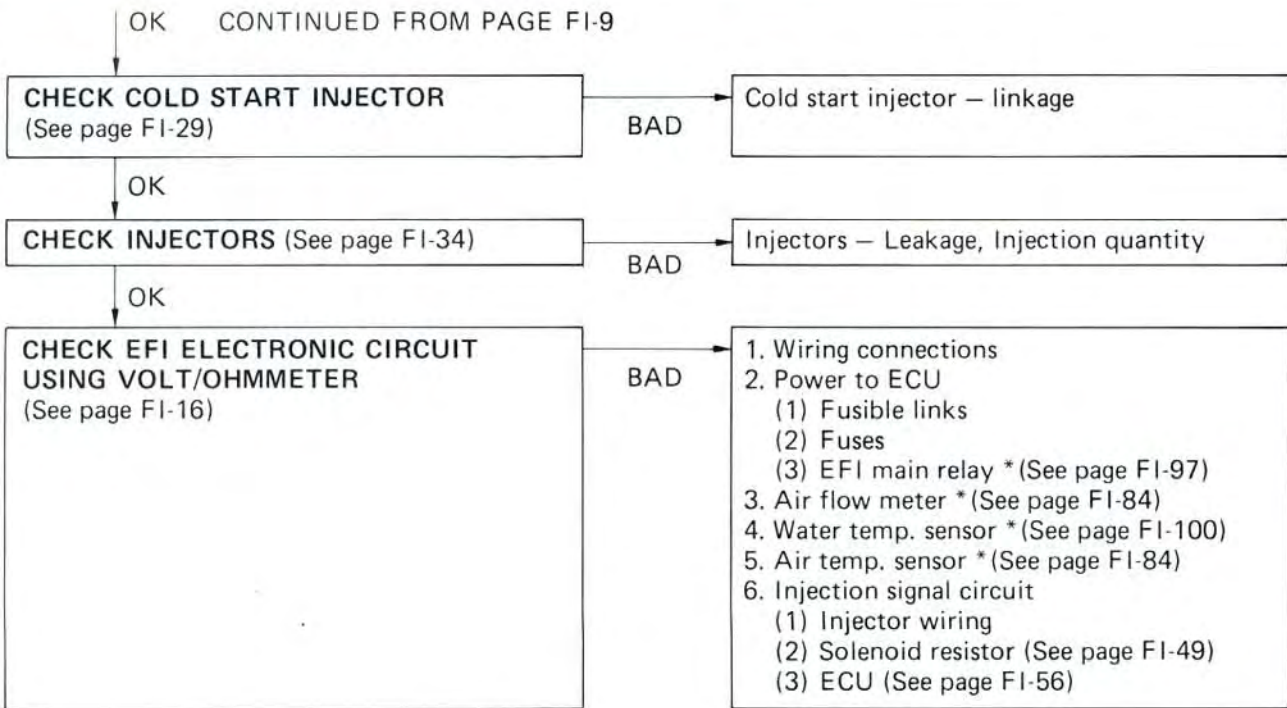 OK CONTINUED FROM PAGE FI-9
CHECK COLD START INJECTOR
(See page FI-29)
BAD
Cold start injector – linkage
OK
CHECK INJECTORS (See page FI-34)
BAD
Injectors – Leakage, Injection quantity
OK
CHECK EFI ELECTRONIC CIRCUIT
USING VOLT/OHMMETER
(See page FI-16)
BAD
1. Wiring connections
2. Power to ECU
(1) Fusible links
(2) Fuses
(3) EFI main relay *(See page FI-97)
3. Air flow meter *(See page FI-84)
4. Water temp. sensor *(See page FI-100)
5. Air temp. sensor *(See page FI-84)
6. Injection signal circuit
(1) Injector wiring
(2) Solenoid resistor (See page FI-49)
(3) ECU (See page FI-56)